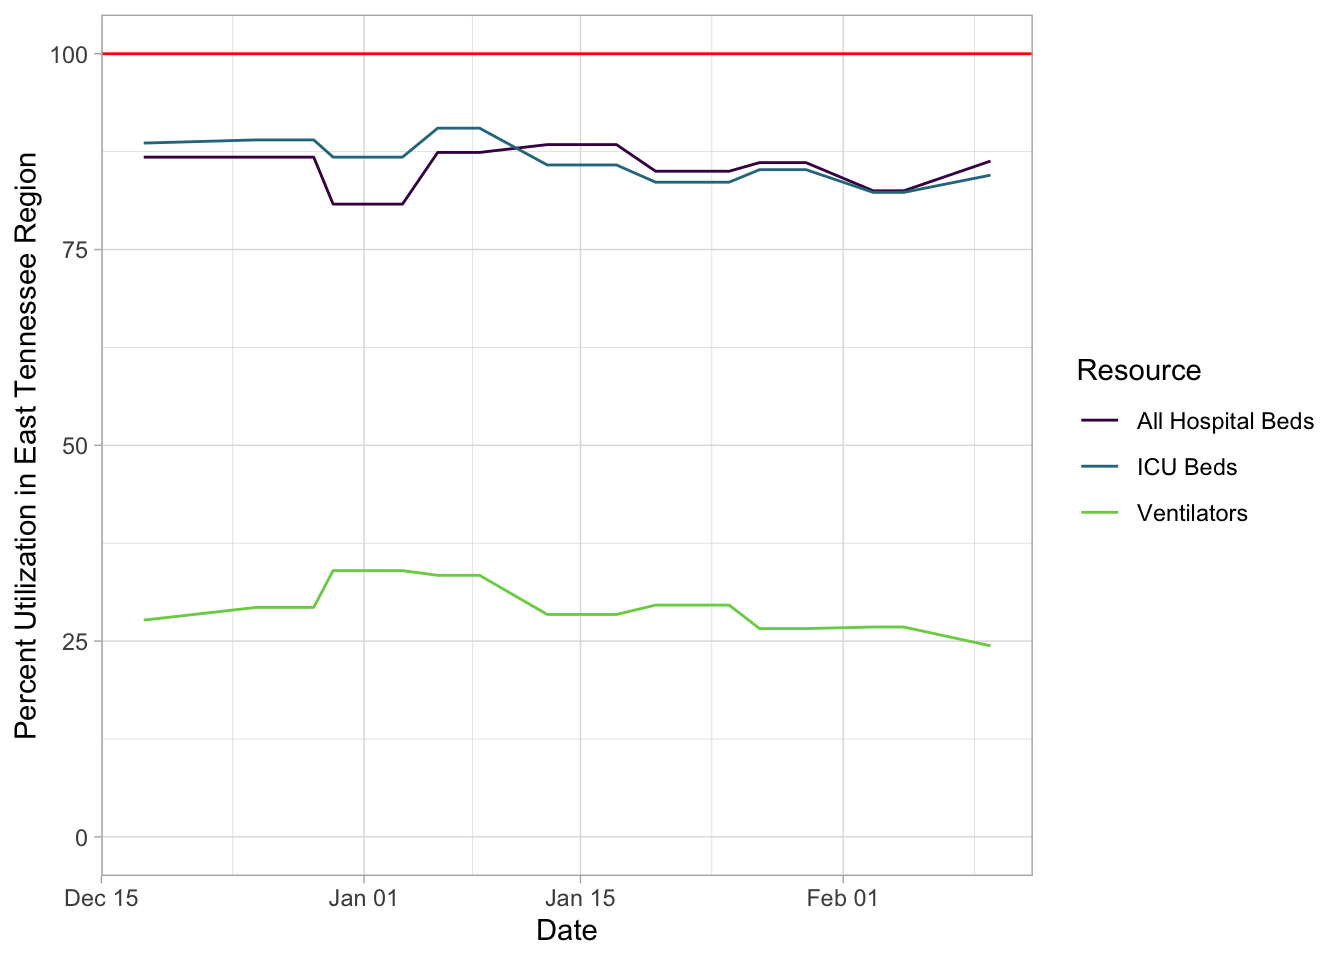 Percent Utilization in East Tennessee Region
100
75
50
25
0
Dec 15
Jan 01
Jan 15
Feb 01
Date
Resource
All Hospital Beds
ICU Beds
Ventilators